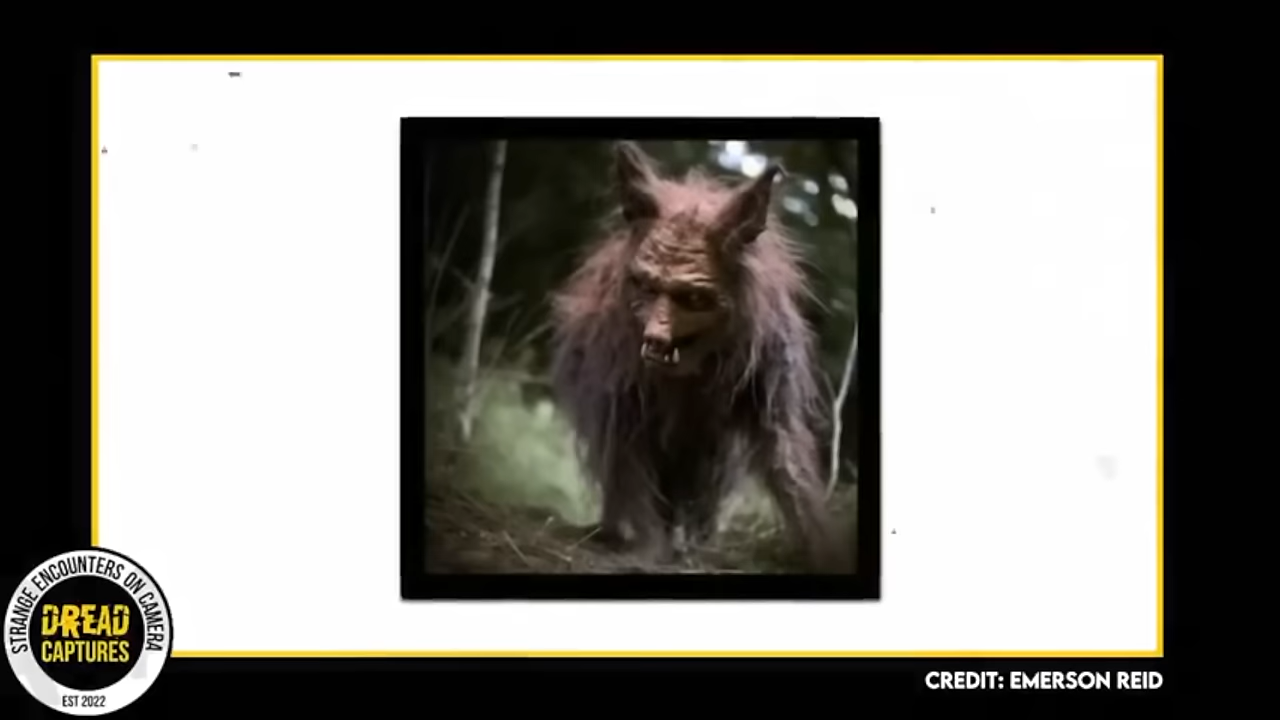 STRANGE ENCOUNTERS ON CAMERA
DREAD
CAPTURES
EST 2022
CREDIT: EMERSON REID